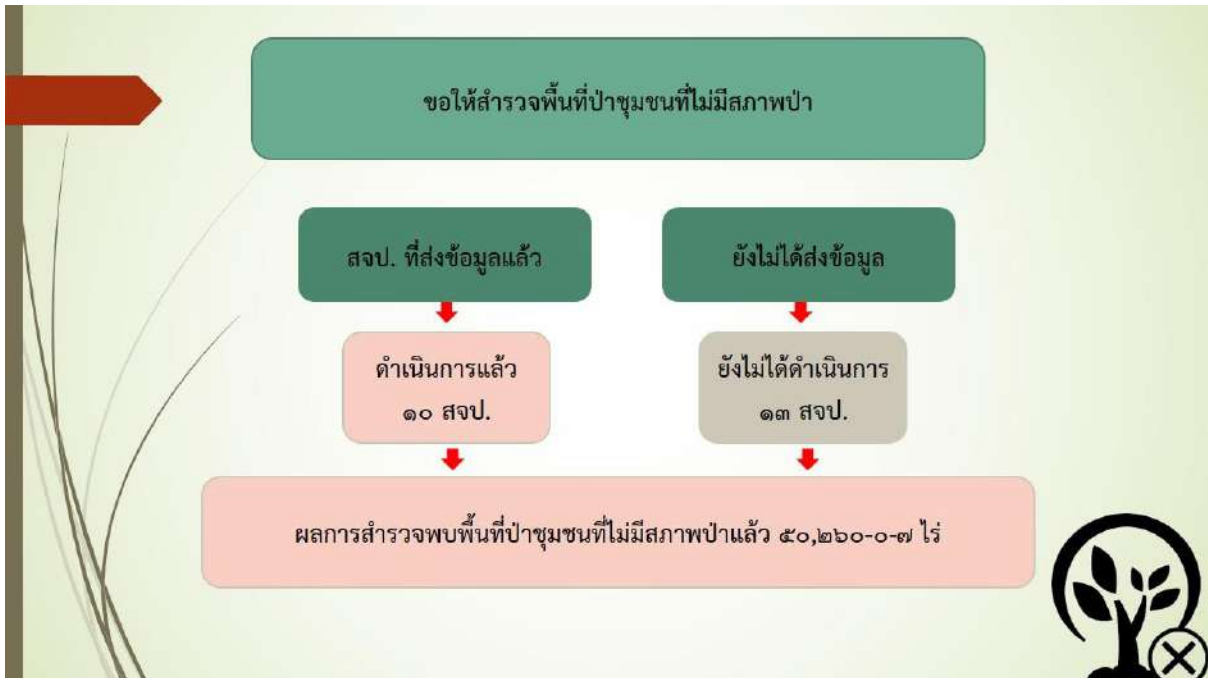 ขอให้สำรวจพื้นที่ป่าชุมชนที่ไม่มีสภาพป่า
สจป. ที่ส่งข้อมูลแล้ว
ยังไม่ได้ส่งข้อมูล
ดำเนินการแล้ว
๑๐ สจป.
ยังไม่ได้ดำเนินการ
๑๓ สจป.
ผลการสำรวจพบพื้นที่ป่าชุมชนที่ไม่มีสภาพป่าแล้ว ๕๐,๒๖๐-๐-๗ ไร่